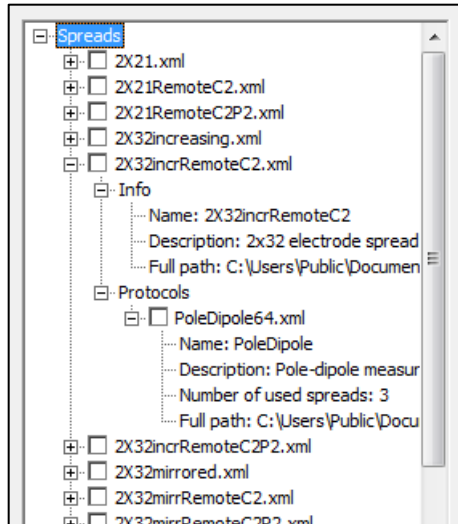 Spreads
2X21.xml
2X21RemoteC2.xml
2X21RemoteC2P2.xml
2X32increasing.xml
2X32incrRemoteC2.xml
Info
Name: 2X32incrRemoteC2
Description: 2x32 electrode spread
Full path: C:\Users\Public\Documen
Protocols
PoleDipole64.xml
Name: PoleDipole
Description: Pole-dipole measur
Number of used spreads: 3
Full path: C:\Users\Public\Docu
2X32incrRemoteC2P2.xml
2X32mirrored.xml
2X32mirrRemoteC2.xml
2X32mirrRemoteC2P2.xml